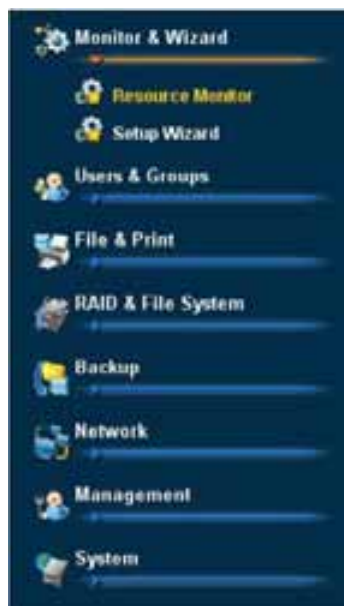 Monitor & Wizard
Resource Monitor
Setup Wizard
Users & Groups
File & Print
RAID & File System
Backup
Network
Management
System